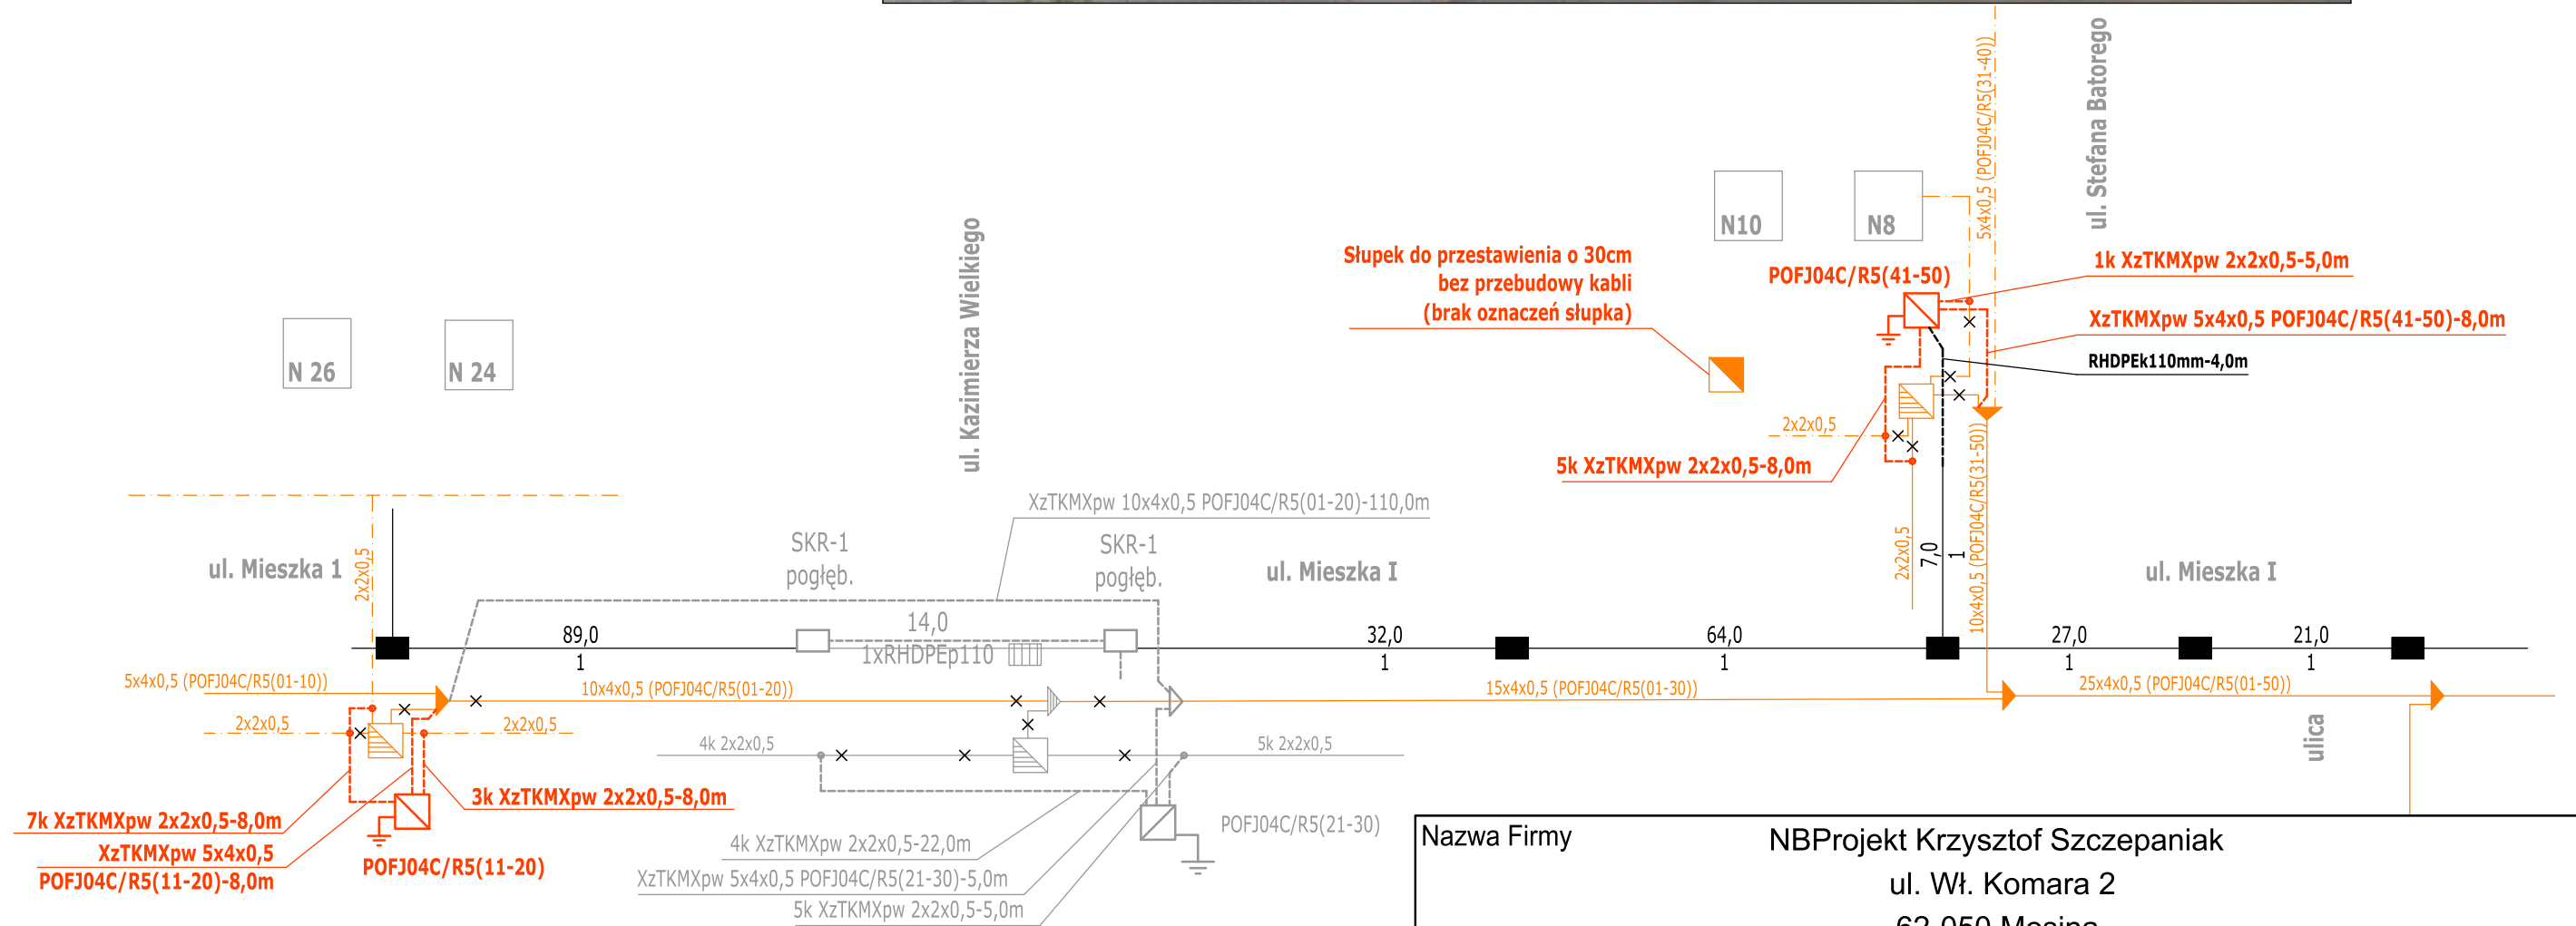 5x4x0,5 (POFJ04C/R5(31-40))
ul. Stefana Batorego
N10
N8
ul. Kazimierza Wielkiego
Słupek do przestawienia o 30cm
bez przebudowy kabli
(brak oznaczeń słupka)
POFJ04C/R5(41-50)
1k XzTKMXpw 2x2x0,5-5,0m
XzTKMXpw 5x4x0,5 POFJ04C/R5(41-50)-8,0m
RHDPEk110mm-4,0m
N 26
N 24
2x2x0,5
5k XzTKMXpw 2x2x0,5-8,0m
XzTKMXpw 10x4x0,5 POFJ04C/R5(01-20)-110,0m
2x2x0,5
7,0
1
10x4x0,5 (POFJ04C/R5(31-50))
ul. Mieszka 1
2x2x0,5
SKR-1
pogłęb.
SKR-1
pogłęb.
ul. Mieszka I
ul. Mieszka I
89,0
1
14,0
1xRHDPEp110
32,0
1
64,0
1
27,0
1
21,0
1
5x4x0,5 (POFJ04C/R5(01-10))
10x4x0,5 (POFJ04C/R5(01-20))
15x4x0,5 (POFJ04C/R5(01-30))
25x4x0,5 (POFJ04C/R5(01-50))
2x2x0,5
2x2x0,5
4k 2x2x0,5
5k 2x2x0,5
ulica
3k XzTKMXpw 2x2x0,5-8,0m
7k XzTKMXpw 2x2x0,5-8,0m
XzTKMXpw 5x4x0,5
POFJ04C/R5(11-20)-8,0m
POFJ04C/R5(11-20)
POFJ04C/R5(21-30)
4k XzTKMXpw 2x2x0,5-22,0m
XzTKMXpw 5x4x0,5 POFJ04C/R5(21-30)-5,0m
5k XzTKMXpw 2x2x0,5-5,0m
Nazwa Firmy
NBProjekt Krzysztof Szczepaniak
ul. Wł. Komara 2
62-050 Mosina